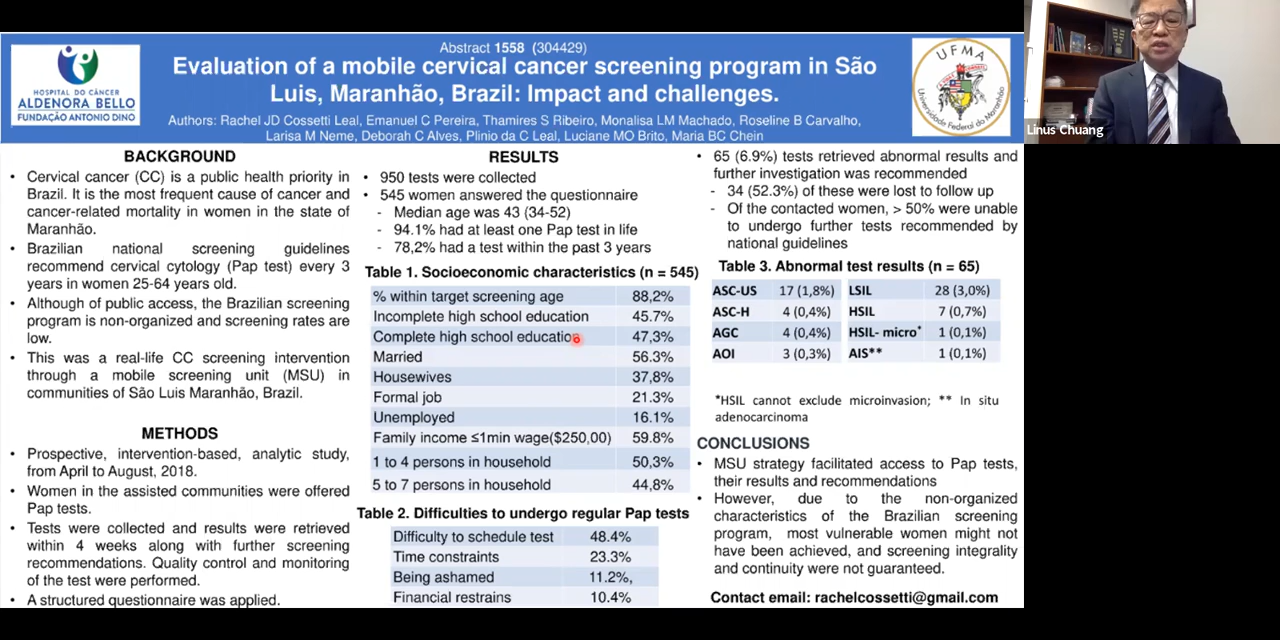 Abstract 1558 (304429)
Evaluation of a mobile cervical cancer screening program in São
Luis, Maranhão, Brazil: Impact and challenges.
Authors: Rachel JD Cossetti Leal, Emanuel C Pereira, Thamires S Ribeiro, Monalisa LM Machado, Roseline B Carvalho,
Larisa M Neme, Deborah C Alves, Plinio da C Leal, Luciane MO Brito, Maria BC Chein
HOSPITAL DO CÂNCER
ALDENORA BELLO
FUNDAÇÃO ANTONIO DINO
UFMA
Universidade Federal do Maranhão
Linus Chuang
BACKGROUND
• Cervical cancer (CC) is a public health priority in
Brazil. It is the most frequent cause of cancer and
cancer-related mortality in women in the state of
Maranhão.
• Brazilian national screening guidelines
recommend cervical cytology (Pap test) every 3
years in women 25-64 years old.
• Although of public access, the Brazilian screening
program is non-organized and screening rates are
low.
• This was a real-life CC screening intervention
through a mobile screening unit (MSU) in
communities of São Luis Maranhão, Brazil.
METHODS
• Prospective, intervention-based, analytic study,
from April to August, 2018.
• Women in the assisted communities were offered
Pap tests.
• Tests were collected and results were retrieved
within 4 weeks along with further screening
recommendations. Quality control and monitoring
of the test were performed.
• A structured questionnaire was applied.
RESULTS
• 950 tests were collected
• 545 women answered the questionnaire
- Median age was 43 (34-52)
- 94.1% had at least one Pap test in life
- 78,2% had a test within the past 3 years
Table 1. Socioeconomic characteristics (n = 545)
% within target screening age 88,2%
Incomplete high school education 45.7%
Complete high school education 47,3%
Married 56.3%
Housewives 37,8%
Formal job 21.3%
Unemployed 16.1%
Family income ≤1min wage($250,00) 59.8%
1 to 4 persons in household 50,3%
5 to 7 persons in household 44,8%
Table 2. Difficulties to undergo regular Pap tests
Difficulty to schedule test 48.4%
Time constraints 23.3%
Being ashamed 11.2%,
Financial restrains 10.4%
• 65 (6.9%) tests retrieved abnormal results and
further investigation was recommended
- 34 (52.3%) of these were lost to follow up
- Of the contacted women, > 50% were unable
to undergo further tests recommended by
national guidelines
Table 3. Abnormal test results (n = 65)
ASC-US 17 (1,8%) LSIL 28 (3,0%)
ASC-H 4 (0,4%) HSIL 7 (0,7%)
AGC 4 (0,4%) HSIL- micro* 1 (0,1%)
AOI 3 (0,3%) AIS** 1 (0,1%)
*HSIL cannot exclude microinvasion; ** In situ
adenocarcinoma
CONCLUSIONS
• MSU strategy facilitated access to Pap tests,
their results and recommendations
• However, due to the non-organized
characteristics of the Brazilian screening
program, most vulnerable women might not
have been achieved, and screening integrality
and continuity were not guaranteed.
Contact email: rachelcossetti@gmail.com